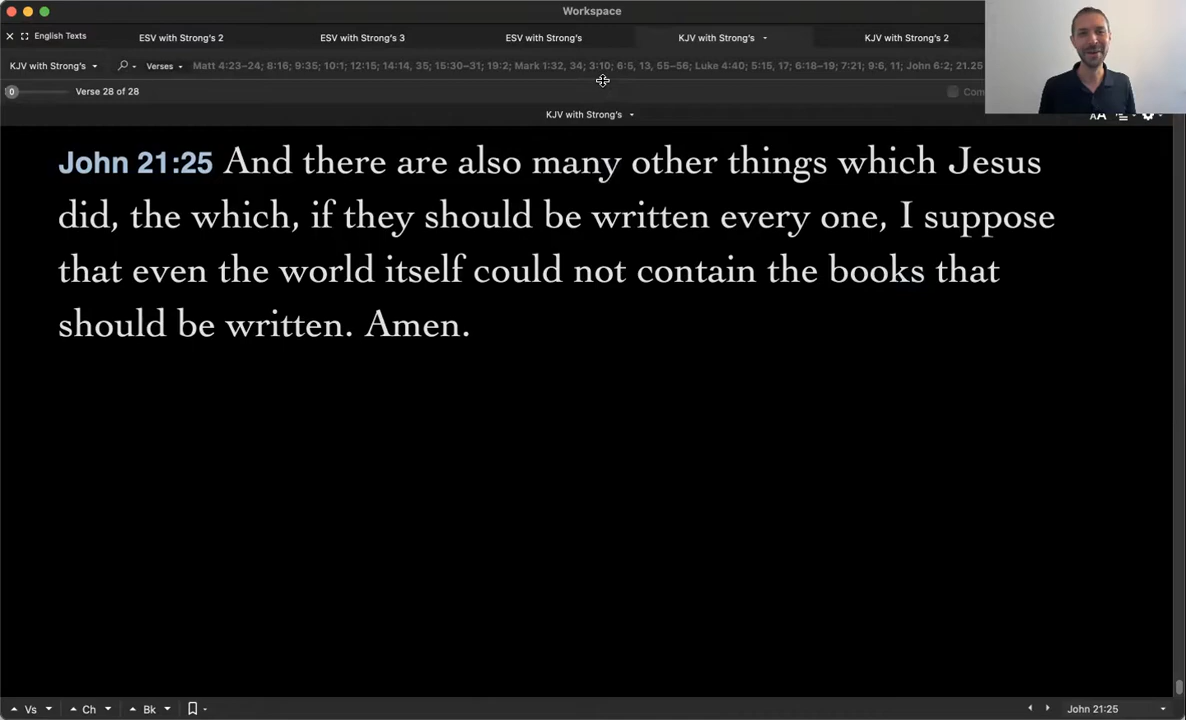 Workspace
English Texts
ESV with Strong's 2
ESV with Strong's 3
ESV with Strong's
KJV with Strong's
KJV with Strong's 2
KJV with Strong's
Verses
Matt 4:23–24; 8:16; 9:35; 10:1; 12:15; 14:14, 35; 15:30–31; 19:2; Mark 1:32, 34; 3:10; 6:5, 13, 55–56; Luke 4:40; 5:15, 17; 6:18–19; 7:21; 9:6, 11; John 6:2; 21.25
0
Verse 28 of 28
Com
KJV with Strong's
AA
John 21:25 And there are also many other things which Jesus
did, the which, if they should be written every one, I suppose
that even the world itself could not contain the books that
should be written. Amen.
Vs
Ch
Bk
John 21:25